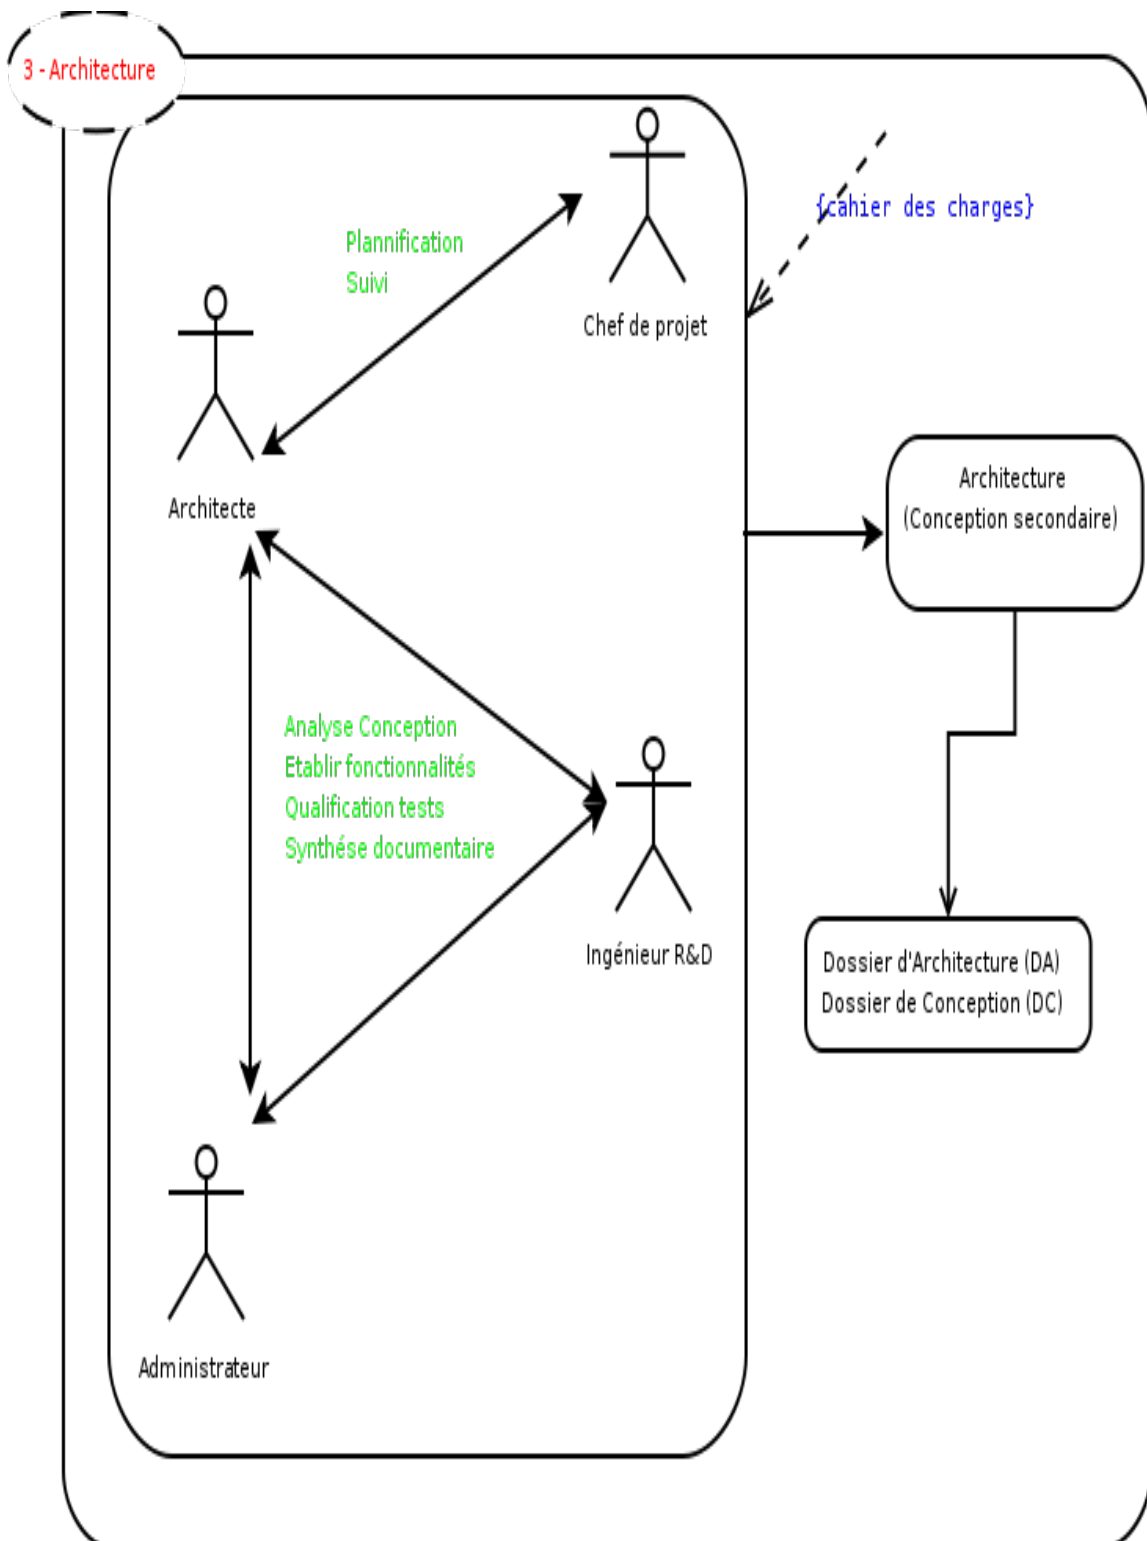 3 - Architecture
{cahier des charges}
Plannification
Suivi
Chef de projet
Architecte
Architecture
(Conception secondaire)
Analyse Conception
Etablir fonctionnalités
Qualification tests
Synthése documentaire
Ingénieur R&D
Dossier d'Architecture (DA)
Dossier de Conception (DC)
Administrateur